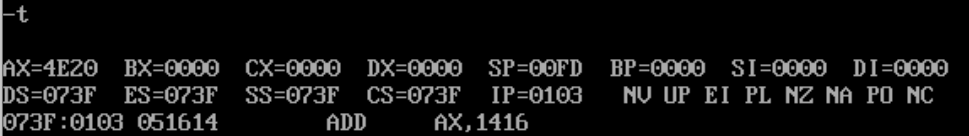 -t
AX=4E20 BX=0000 CX=0000 DX=0000 SP=00FD BP=0000 SI=0000 DI=0000
DS=073F ES=073F SS=073F CS=073F IP=0103 NV UP EI PL NZ NA PO NC
073F:0103 051614 ADD AX,1416